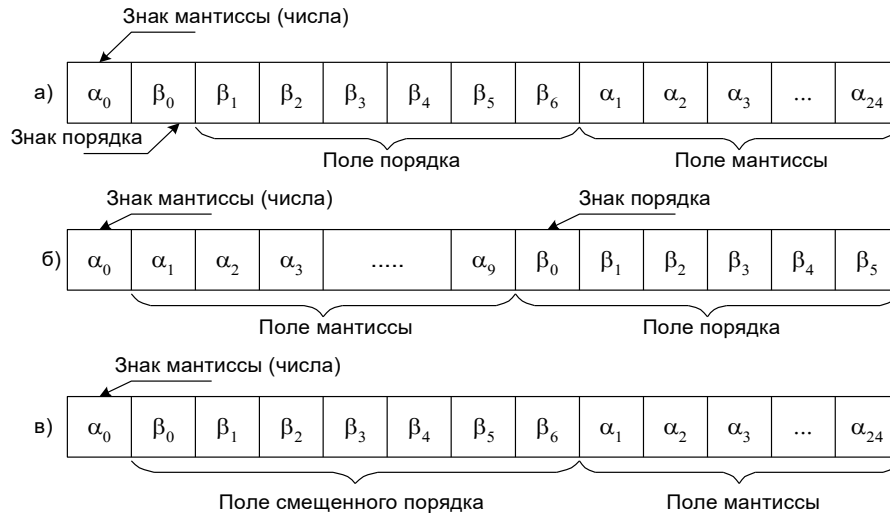 Знак мантиссы (числа)
а) α₀ β₀ β₁ β₂ β₃ β₄ β₅ β₆ α₁ α₂ α₃ ... α₂₄
Знак порядка
Поле порядка Поле мантиссы
Знак мантиссы (числа) Знак порядка
б) α₀ α₁ α₂ α₃ ..... α₉ β₀ β₁ β₂ β₃ β₄ β₅
Поле мантиссы Поле порядка
Знак мантиссы (числа)
в) α₀ β₀ β₁ β₂ β₃ β₄ β₅ β₆ α₁ α₂ α₃ ... α₂₄
Поле смещенного порядка Поле мантиссы